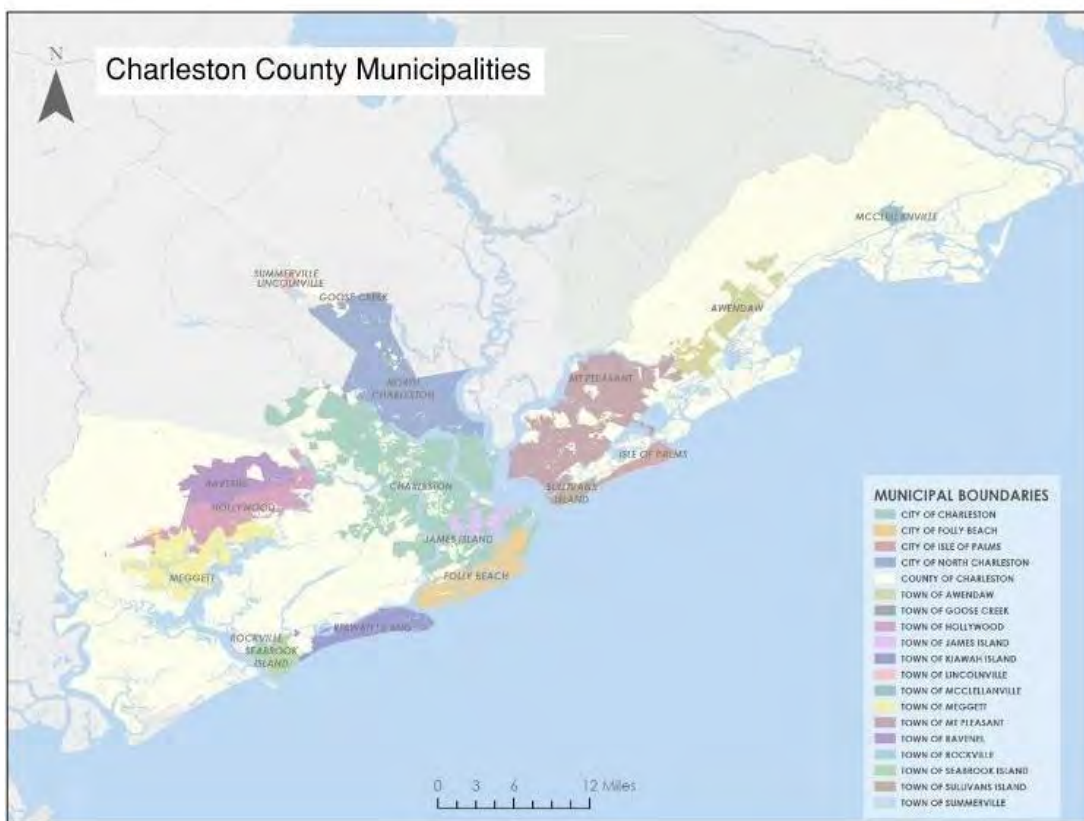 N
Charleston County Municipalities
MCCLELLANVILLE
SUMMERVILLE
LINCOLNVILLE
GOOSE CREEK
AWENDAW
MT PLEASANT
NORTH
CHARLESTON
ISLE OF PALMS
RAVENEL
CHARLESTON
SULLIVANS
ISLAND
HOLLYWOOD
JAMES ISLAND
MEGGETT
FOLLY BEACH
KIAWAH ISLAND
ROCKVILLE
SEABROOK
ISLAND
MUNICIPAL BOUNDARIES
CITY OF CHARLESTON
CITY OF FOLLY BEACH
CITY OF ISLE OF PALMS
CITY OF NORTH CHARLESTON
COUNTY OF CHARLESTON
TOWN OF AWENDAW
TOWN OF GOOSE CREEK
TOWN OF HOLLYWOOD
TOWN OF JAMES ISLAND
TOWN OF KIAWAH ISLAND
TOWN OF LINCOLNVILLE
TOWN OF MCCLELLANVILLE
TOWN OF MEGGETT
TOWN OF MT PLEASANT
TOWN OF RAVENEL
TOWN OF ROCKVILLE
TOWN OF SEABROOK ISLAND
TOWN OF SULLIVANS ISLAND
TOWN OF SUMMERVILLE
0 3 6 12 Miles